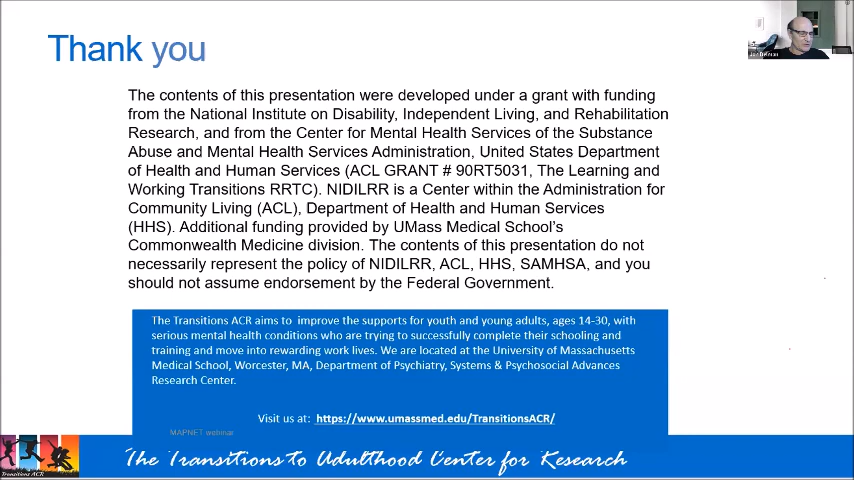 Thank you
Jon Delman
The contents of this presentation were developed under a grant with funding
from the National Institute on Disability, Independent Living, and Rehabilitation
Research, and from the Center for Mental Health Services of the Substance
Abuse and Mental Health Services Administration, United States Department
of Health and Human Services (ACL GRANT # 90RT5031, The Learning and
Working Transitions RRTC). NIDILRR is a Center within the Administration for
Community Living (ACL), Department of Health and Human Services
(HHS). Additional funding provided by UMass Medical School's
Commonwealth Medicine division. The contents of this presentation do not
necessarily represent the policy of NIDILRR, ACL, HHS, SAMHSA, and you
should not assume endorsement by the Federal Government.
The Transitions ACR aims to improve the supports for youth and young adults, ages 14-30, with
serious mental health conditions who are trying to successfully complete their schooling and
training and move into rewarding work lives. We are located at the University of Massachusetts
Medical School, Worcester, MA, Department of Psychiatry, Systems & Psychosocial Advances
Research Center.
Visit us at: https://www.umassmed.edu/TransitionsACR/
MAPNET webinar
The Transitions to Adulthood Center for Research
Transitions ACR